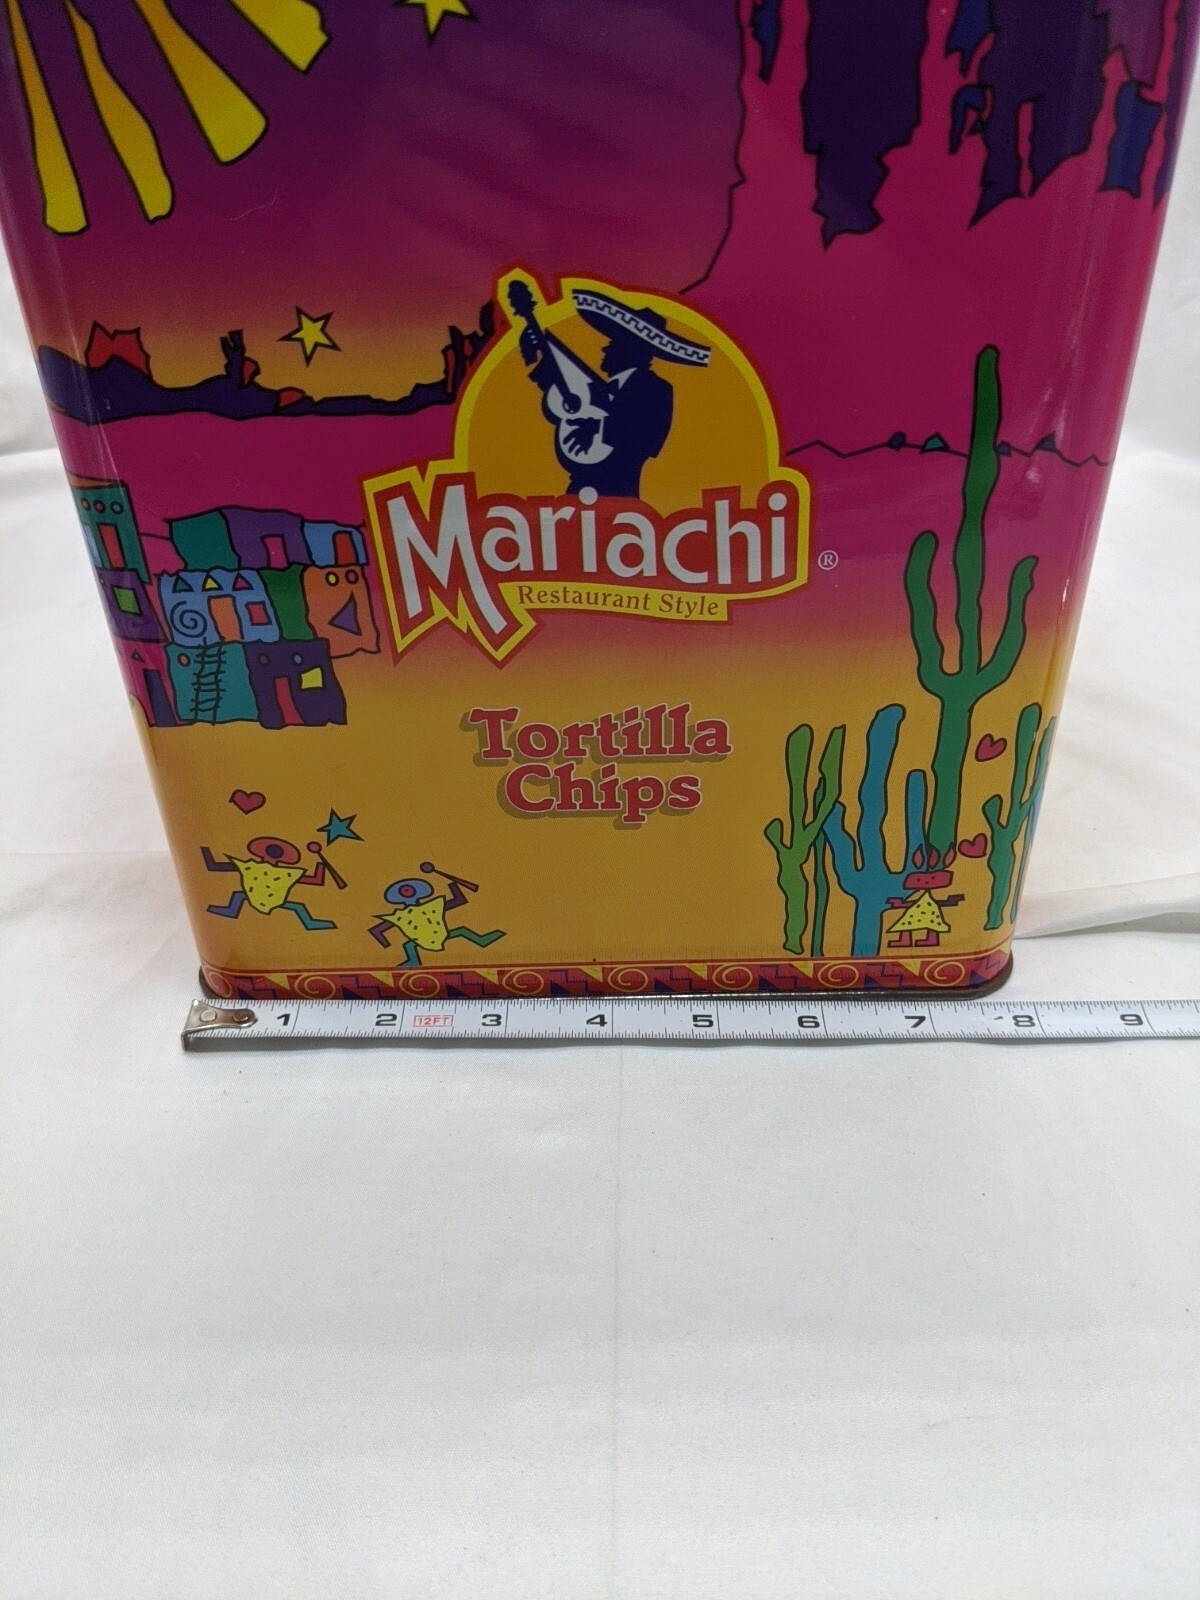 Mariachi ®
Restaurant Style
Tortilla
Chips
1 2 12FT 3 4 5 6 7 8 9